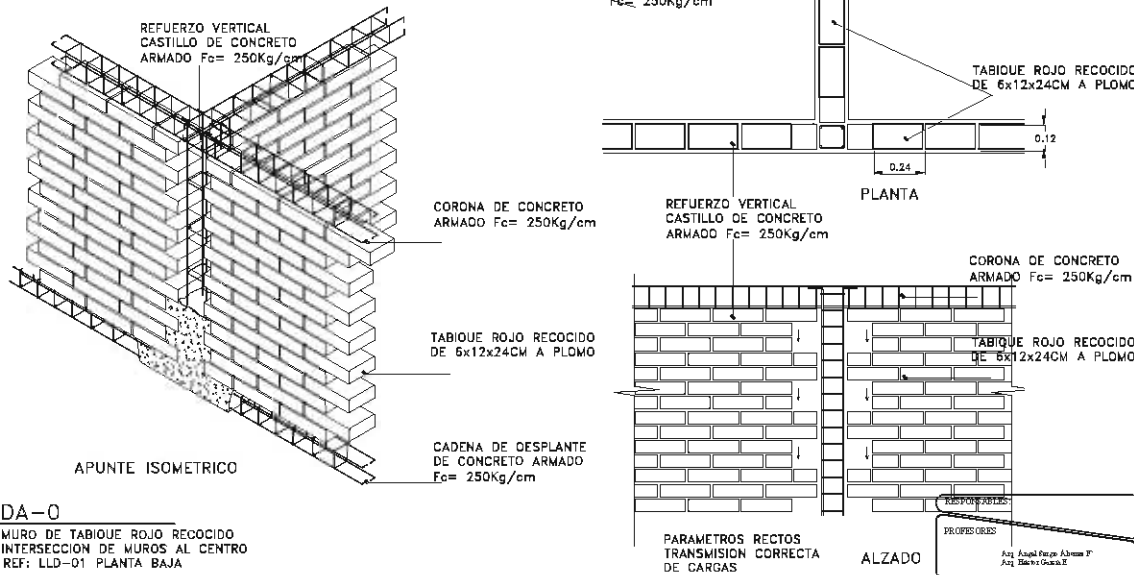 REFUERZO VERTICAL
CASTILLO DE CONCRETO
ARMADO Fc= 250Kg/cm
CORONA DE CONCRETO
ARMADO Fc= 250Kg/cm
TABIQUE ROJO RECOCIDO
DE 6x12x24CM A PLOMO
CADENA DE DESPLANTE
DE CONCRETO ARMADO
Fc= 250Kg/cm
APUNTE ISOMETRICO
DA-0
MURO DE TABIQUE ROJO RECOCIDO
INTERSECCION DE MUROS AL CENTRO
REF: LLD-01 PLANTA BAJA
Fc= 250Kg/cm
TABIQUE ROJO RECOCIDO
DE 6x12x24CM A PLOMO
0.12
0.24
PLANTA
REFUERZO VERTICAL
CASTILLO DE CONCRETO
ARMADO Fc= 250Kg/cm
CORONA DE CONCRETO
ARMADO Fc= 250Kg/cm
TABIQUE ROJO RECOCIDO
DE 6x12x24CM A PLOMO
PARAMETROS RECTOS
TRANSMISION CORRECTA
DE CARGAS
ALZADO
RESPONSABLES:
PROFESORES
Arq
Arq